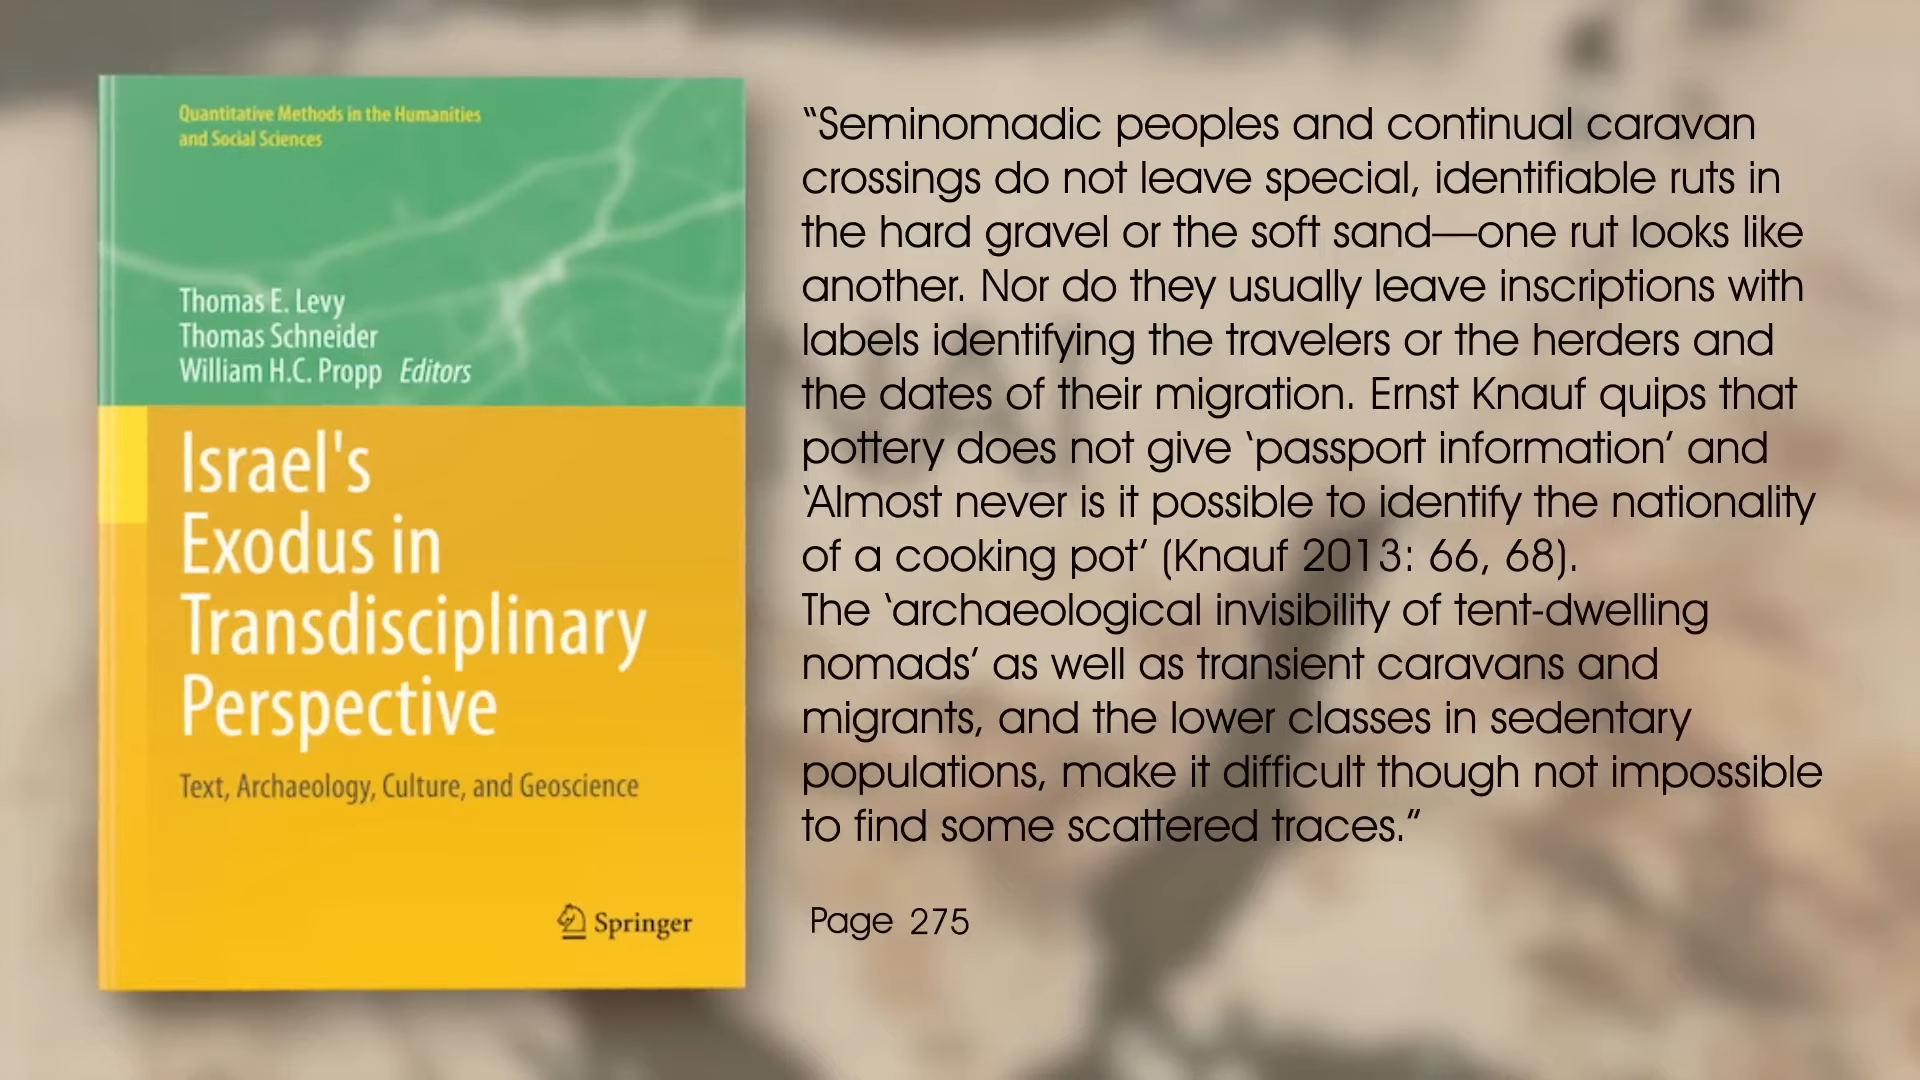 Quantitative Methods in the Humanities
and Social Sciences
Thomas E. Levy
Thomas Schneider
William H.C. Propp Editors
Israel's
Exodus in
Transdisciplinary
Perspective
Text, Archaeology, Culture, and Geoscience
Springer
“Seminomadic peoples and continual caravan
crossings do not leave special, identifiable ruts in
the hard gravel or the soft sand—one rut looks like
another. Nor do they usually leave inscriptions with
labels identifying the travelers or the herders and
the dates of their migration. Ernst Knauf quips that
pottery does not give ‘passport information’ and
‘Almost never is it possible to identify the nationality
of a cooking pot’ (Knauf 2013: 66, 68).
The ‘archaeological invisibility of tent-dwelling
nomads’ as well as transient caravans and
migrants, and the lower classes in sedentary
populations, make it difficult though not impossible
to find some scattered traces.”
Page 275